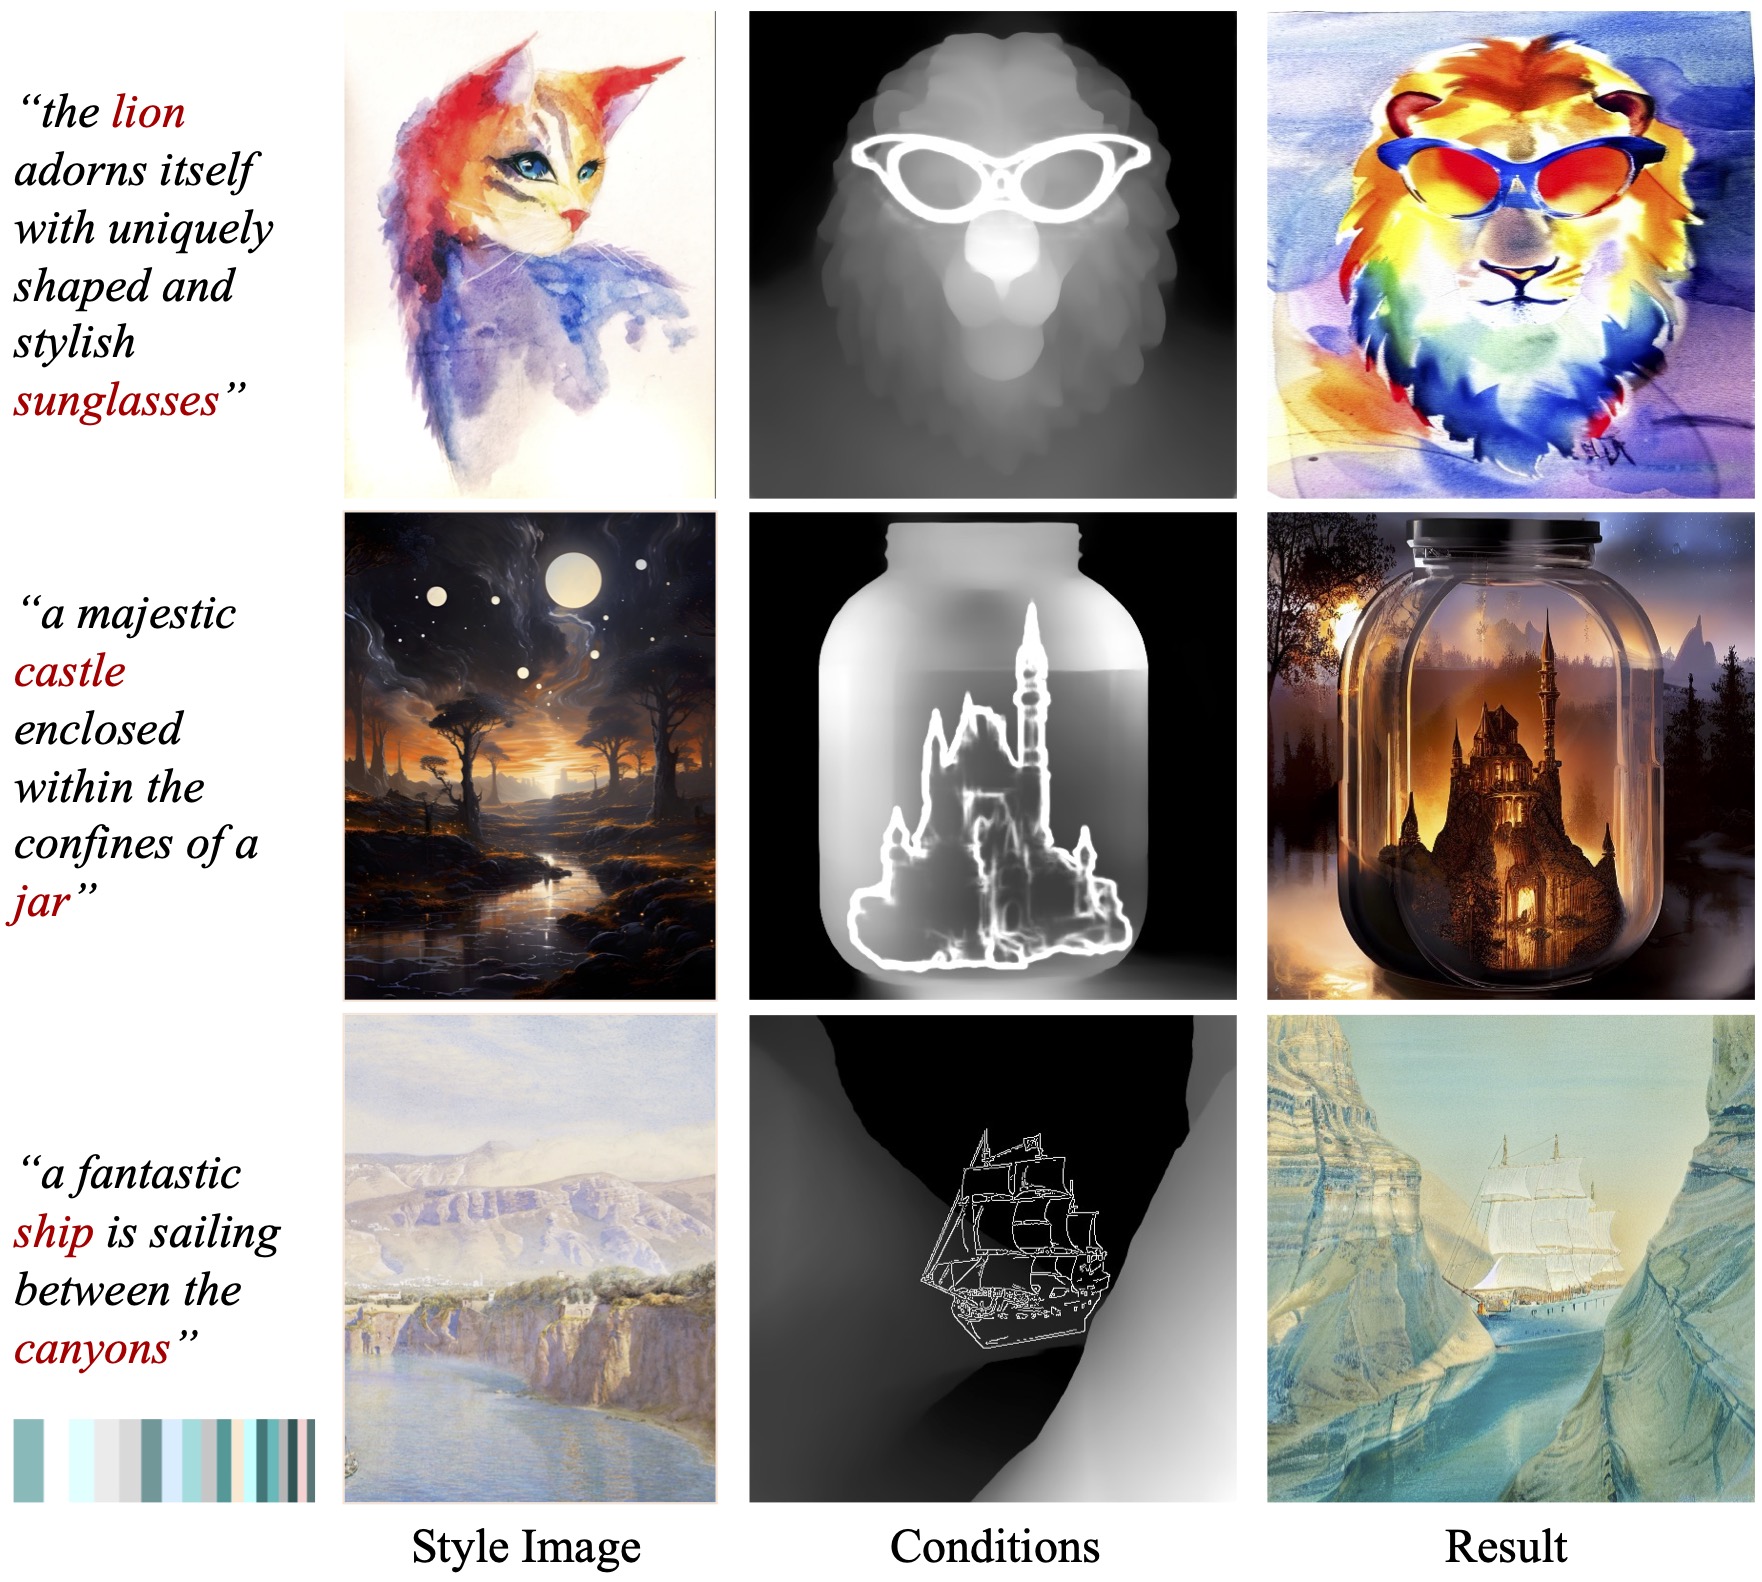 “the lion
adorns itself
with uniquely
shaped and
stylish
sunglasses”
“a majestic
castle
enclosed
within the
confines of a
jar”
“a fantastic
ship is sailing
between the
canyons”
Style Image
Conditions
Result